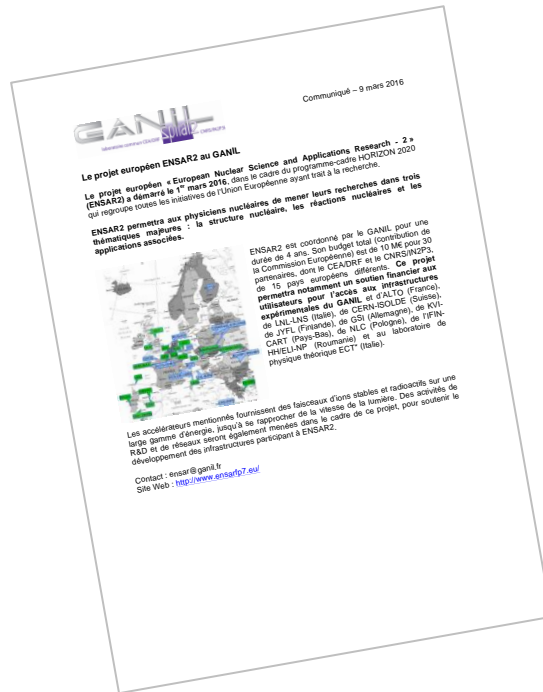 Communiqué – 9 mars 2016
GANIL
spiral2
Le projet européen ENSAR2 au GANIL
Le projet européen « European Nuclear Science and Applications Research - 2 »
(ENSAR2) a démarré le 1er mars 2016, dans le cadre du programme-cadre HORIZON 2020
qui regroupe toutes les initiatives de l'Union Européenne ayant trait à la recherche.
ENSAR2 permettra aux physiciens nucléaires de mener leurs recherches dans trois
thématiques majeures : la structure nucléaire, les réactions nucléaires et les
applications associées.
ENSAR2 est coordonné par le GANIL pour une
durée de 4 ans. Son budget total (contribution de
la Commission Européenne) est de 10 M€ pour 30
partenaires, dont le CEA/DRF et le CNRS/IN2P3,
de 15 pays européens différents. Ce projet
permettra notamment un soutien financier aux
utilisateurs pour l'accès aux infrastructures
expérimentales du GANIL et d'ALTO (France),
de LNL-LNS (Italie), de CERN-ISOLDE (Suisse),
de JYFL (Finlande), de GSI (Allemagne), de KVI-
CART (Pays-Bas), de NLC (Pologne), de l'IFIN-
HH/ELI-NP (Roumanie) et au laboratoire de
physique théorique ECT* (Italie).
Les accélérateurs mentionnés fournissent des faisceaux d'ions stables et radioactifs sur une
large gamme d'énergie, jusqu'à se rapprocher de la vitesse de la lumière. Des activités de
R&D et de réseaux seront également menées dans le cadre de ce projet, pour soutenir le
développement des infrastructures participant à ENSAR2.
Contact : ensar@ganil.fr
Site Web : http://www.ensarfp7.eu/